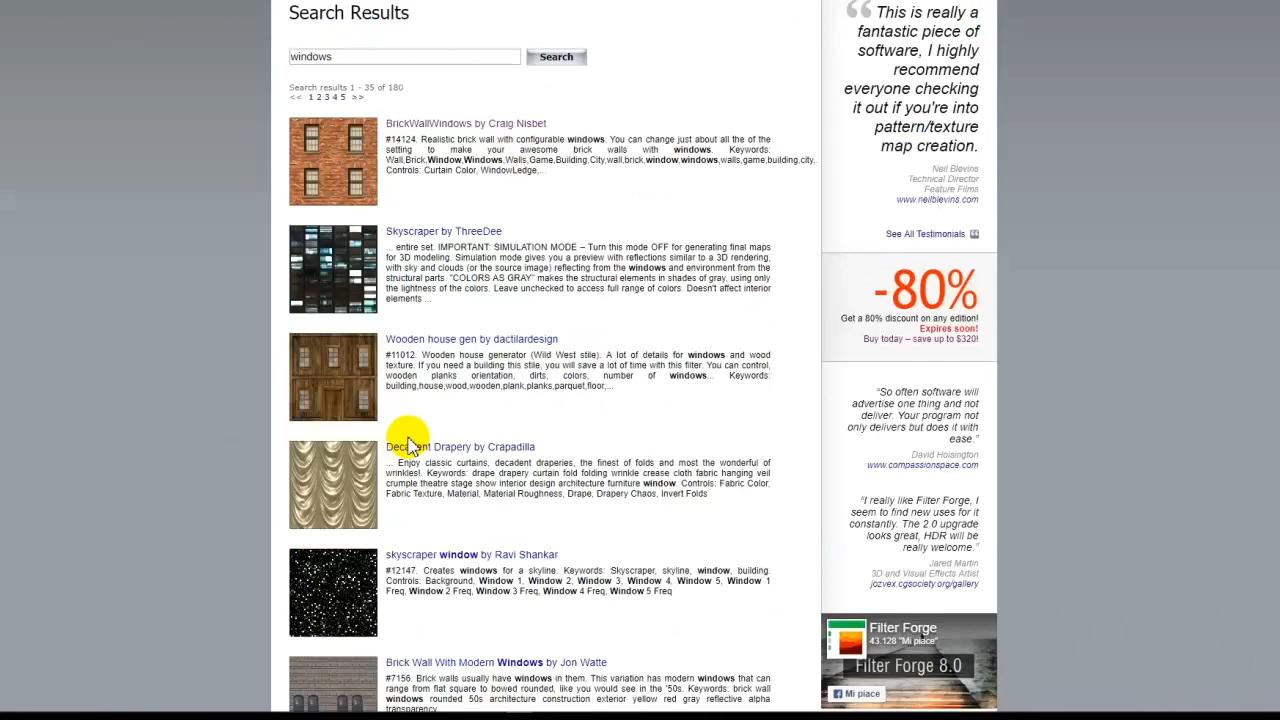 Search Results
windows
Search
Search results 1 - 35 of 180
<< 1 2 3 4 5 >>
BrickWallWindows by Craig Nisbet
#14124. Realistic brick wall with configurable windows. You can change just about all the of the
setting to make your awesome brick walls with windows. Keywords:
Wall,Brick,Window,Windows,Walls,Game,Building,City,wall,brick,window,windows,walls,game,building,city,..
Controls: Curtain Color, WindowLedge,...
Skyscraper by ThreeDee
... entire set. IMPORTANT: SIMULATION MODE – Turn this mode OFF for generating final maps
for 3D modeling. Simulation mode gives you a preview with reflections similar to a 3D rendering,
with sky and clouds (or the source image) reflecting from the windows and environment from the
structural parts. "COLORS AS GRAY" makes the structural elements in shades of gray, using only
the lightness of the colors. Leave unchecked to access full range of colors. Doesn't affect interior
elements ...
Wooden house gen by dactilardesign
#11012. Wooden house generator (Wild West stile). A lot of details for windows and wood
texture. If you need a building this stile, you will save a lot of time with this filter. You can control,
wooden planks orientation, dirts, colors, number of windows... Keywords:
building,house,wood,wooden,plank,planks,parquet,floor,...
Decadent Drapery by Crapadilla
... Enjoy classic curtains, decadent draperies, the finest of folds and most the wonderful of
wrinkles!. Keywords: drape drapery curtain fold folding wrinkle crease cloth fabric hanging veil
crumple theatre stage show interior design architecture furniture window. Controls: Fabric Color,
Fabric Texture, Material, Material Roughness, Drape, Drapery Chaos, Invert Folds
skyscraper window by Ravi Shankar
#12147. Creates windows for a skyline. Keywords: Skyscraper, skyline, window, building.
Controls: Background, Window 1, Window 2, Window 3, Window 4, Window 5, Window 1
Freq, Window 2 Freq, Window 3 Freq, Window 4 Freq, Window 5 Freq
Brick Wall With Modern Windows by Jon Watte
#7156. Brick walls usually have windows in them. This variation has modern windows that can
range from flat square to bowed rounded, like you would see in the '50s. Keywords: brick wall
windows rounded 50s architecture construction exterior yellow red gray reflective alpha
transparency
“This is really a
fantastic piece of
software, I highly
recommend
everyone checking
it out if you're into
pattern/texture
map creation.
Neil Blevins
Technical Director
Feature Films
www.neilblevins.com
See All Testimonials
-80%
Get a 80% discount on any edition!
Expires soon!
Buy today – save up to $320!
“So often software will
advertise one thing and not
deliver. Your program not
only delivers but does it with
ease.”
David Hoisington
www.compassionspace.com
“I really like Filter Forge, I
seem to find new uses for it
constantly. The 2.0 upgrade
looks great, HDR will be
really welcome.”
Jared Martin
3D and Visual Effects Artist
jozvex.cgsociety.org/gallery
Filter Forge
43.128 "Mi piace"
Filter Forge 8.0
Mi piace